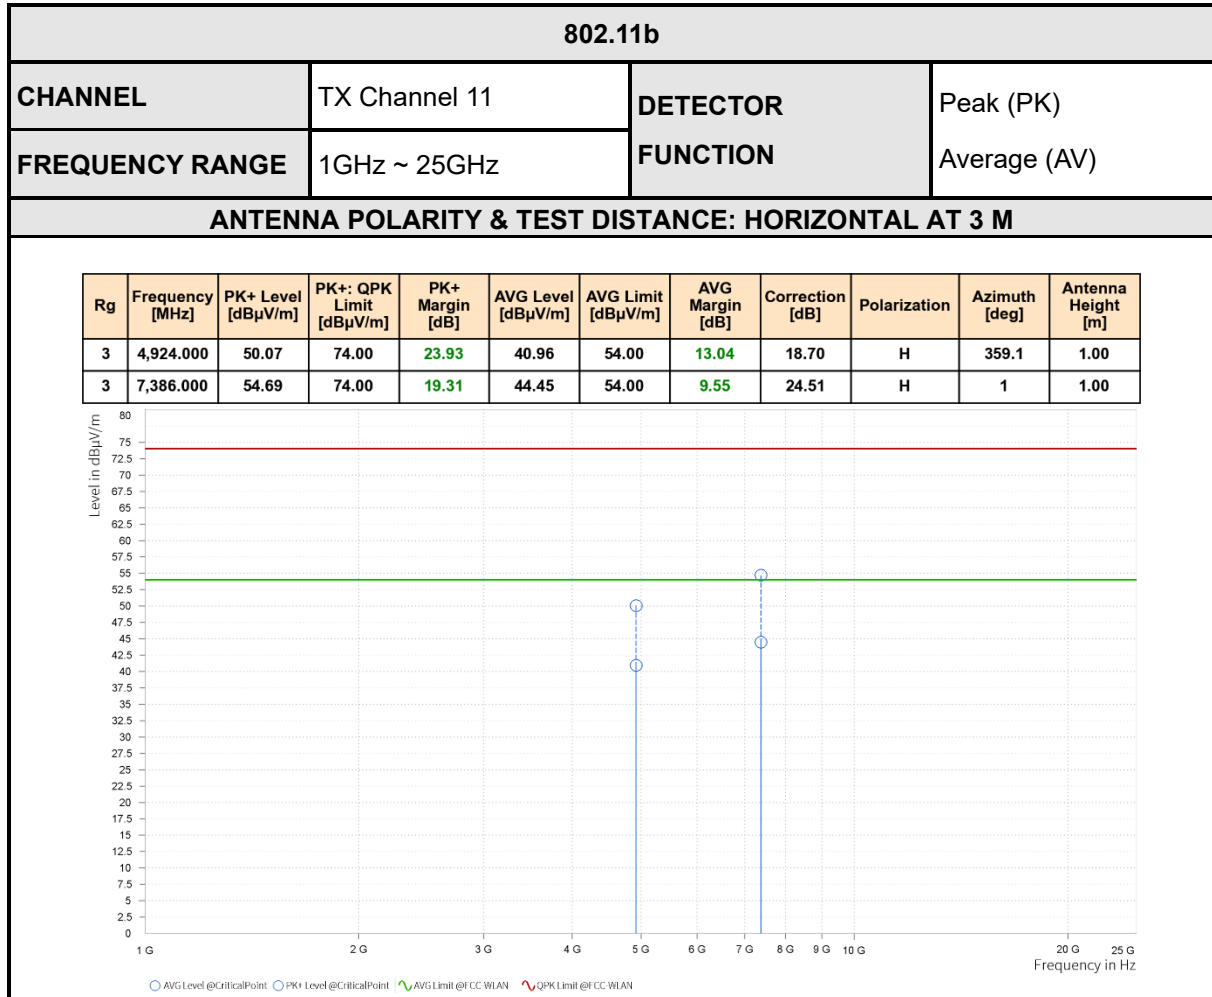 802.11b
CHANNEL TX Channel 11 DETECTOR FUNCTION Peak (PK) Average (AV)
FREQUENCY RANGE 1GHz ~ 25GHz
ANTENNA POLARITY & TEST DISTANCE: HORIZONTAL AT 3 M
Rg Frequency [MHz] PK+ Level [dBµV/m] PK+: QPK Limit [dBµV/m] PK+ Margin [dB] AVG Level [dBµV/m] AVG Limit [dBµV/m] AVG Margin [dB] Correction [dB] Polarization Azimuth [deg] Antenna Height [m]
3 4,924.000 50.07 74.00 23.93 40.96 54.00 13.04 18.70 H 359.1 1.00
3 7,386.000 54.69 74.00 19.31 44.45 54.00 9.55 24.51 H 1 1.00
Level in dBµV/m
80
75
72.5
70
67.5
65
62.5
60
57.5
55
52.5
50
47.5
45
42.5
40
37.5
35
32.5
30
27.5
25
22.5
20
17.5
15
12.5
10
7.5
5
2.5
0
1 G 2 G 3 G 4 G 5 G 6 G 7 G 8 G 9 G 10 G 20 G 25 G
Frequency in Hz
AVG Level @CriticalPoint PK+ Level @CriticalPoint AVG Limit @FCC-WLAN QPK Limit @FCC-WLAN